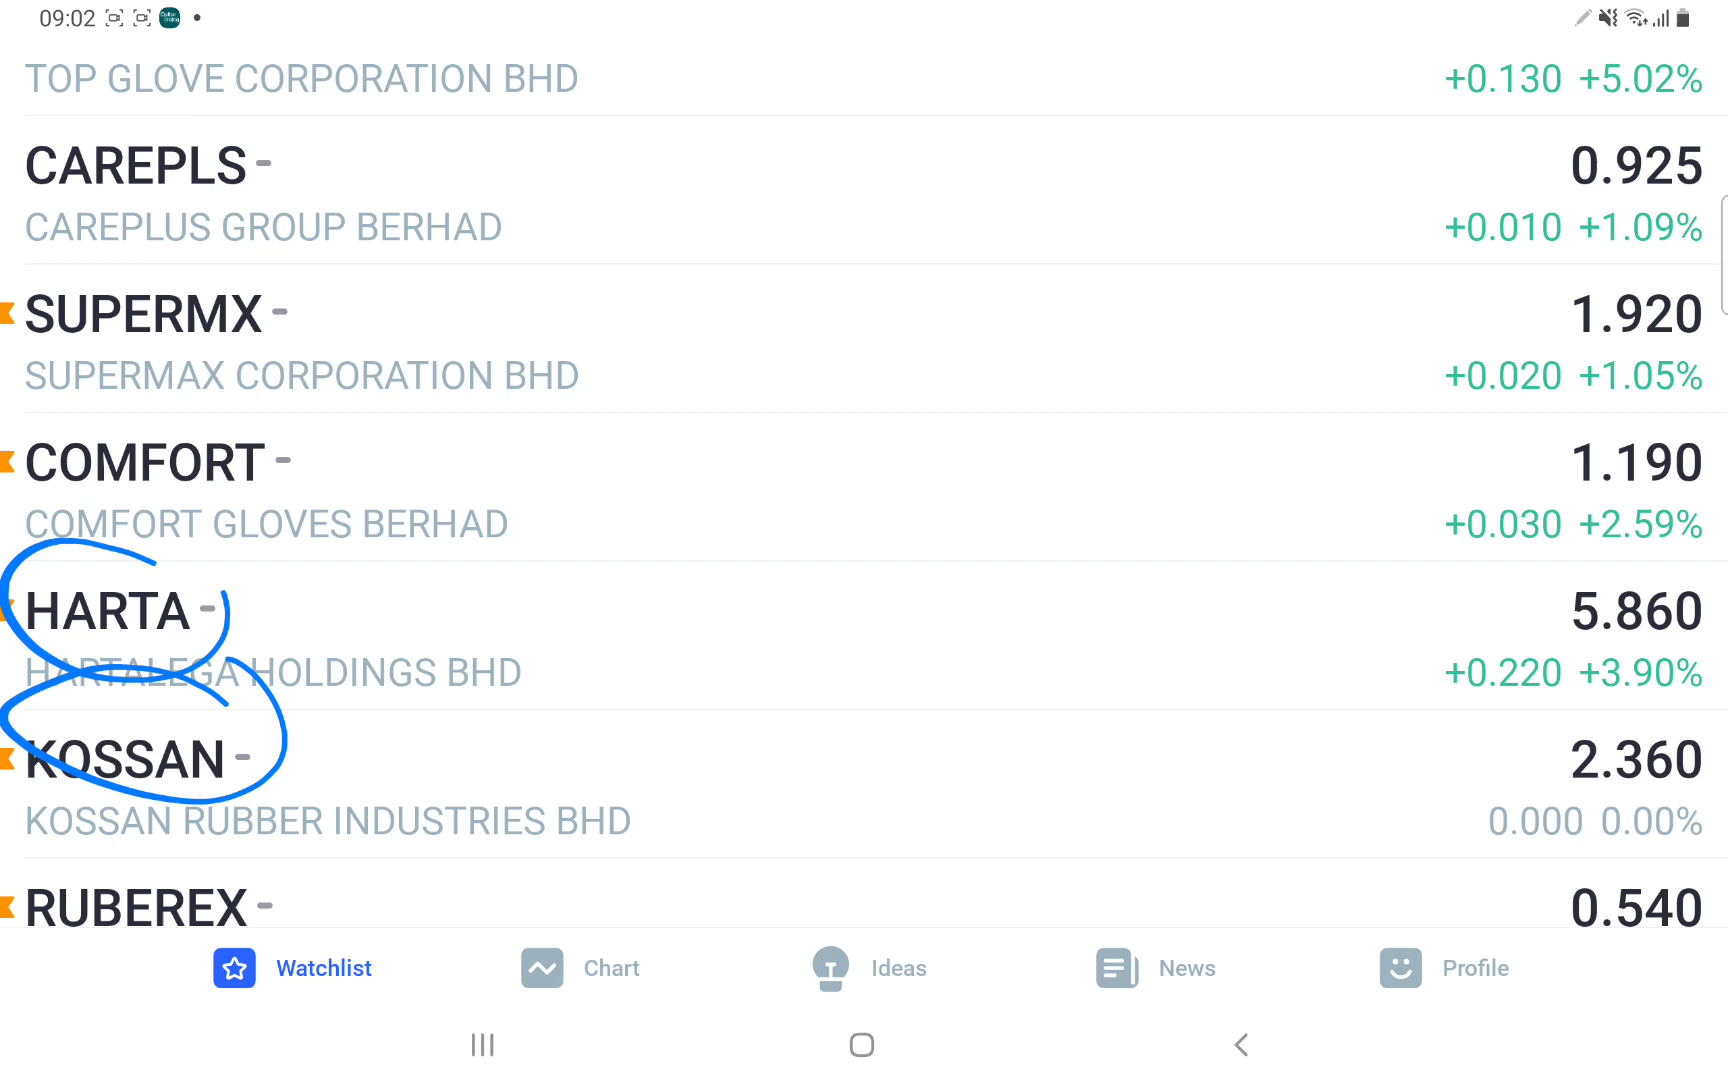 09:02
TOP GLOVE CORPORATION BHD +0.130 +5.02%
CAREPLS - 0.925
CAREPLUS GROUP BERHAD +0.010 +1.09%
SUPERMX - 1.920
SUPERMAX CORPORATION BHD +0.020 +1.05%
COMFORT - 1.190
COMFORT GLOVES BERHAD +0.030 +2.59%
HARTA - 5.860
HARTALEGA HOLDINGS BHD +0.220 +3.90%
KOSSAN - 2.360
KOSSAN RUBBER INDUSTRIES BHD 0.000 0.00%
RUBEREX - 0.540
Watchlist Chart Ideas News Profile